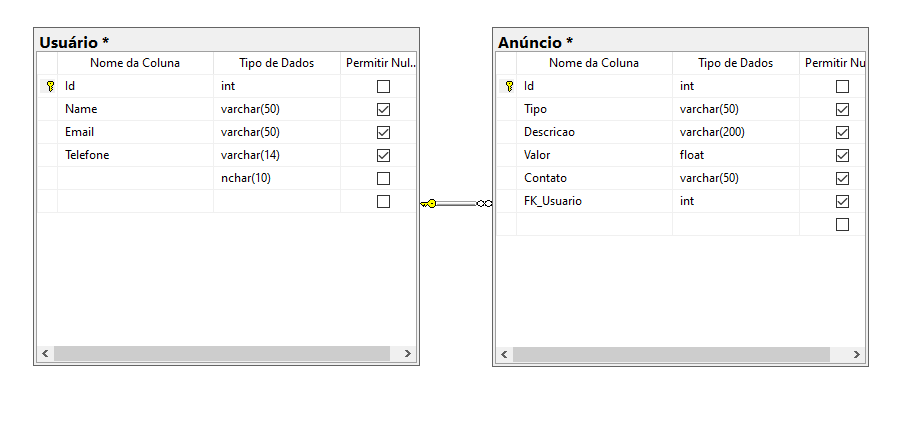 Usuário *
Nome da Coluna Tipo de Dados Permitir Nul...
Id int
Name varchar(50)
Email varchar(50)
Telefone varchar(14)
nchar(10)
Anúncio *
Nome da Coluna Tipo de Dados Permitir Nu
Id int
Tipo varchar(50)
Descricao varchar(200)
Valor float
Contato varchar(50)
FK_Usuario int